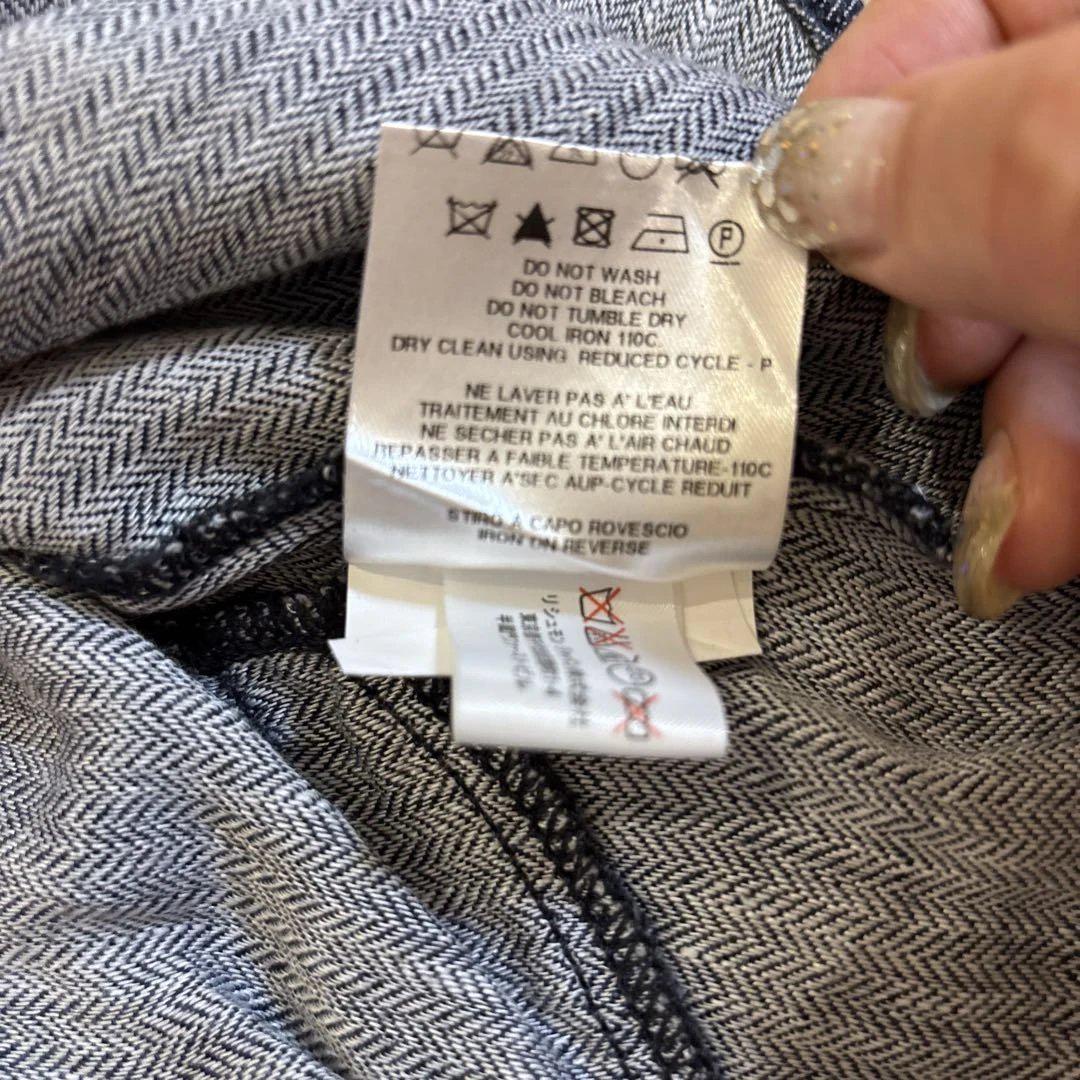 P
DO NOT WASH
DO NOT BLEACH
DO NOT TUMBLE DRY
COOL IRON 110C.
DRY CLEAN USING REDUCED CYCLE - P
NE LAVER PAS A' L'EAU
TRAITEMENT AU CHLORE INTERDI
NE SECHER PAS A' L'AIR CHAUD
REPASSER A FAIBLE TEMPERATURE-110C
NETTOYER A'SEC AUP-CYCLE REDUIT
STIRO A CAPO ROVESCIO
IRON ON REVERSE